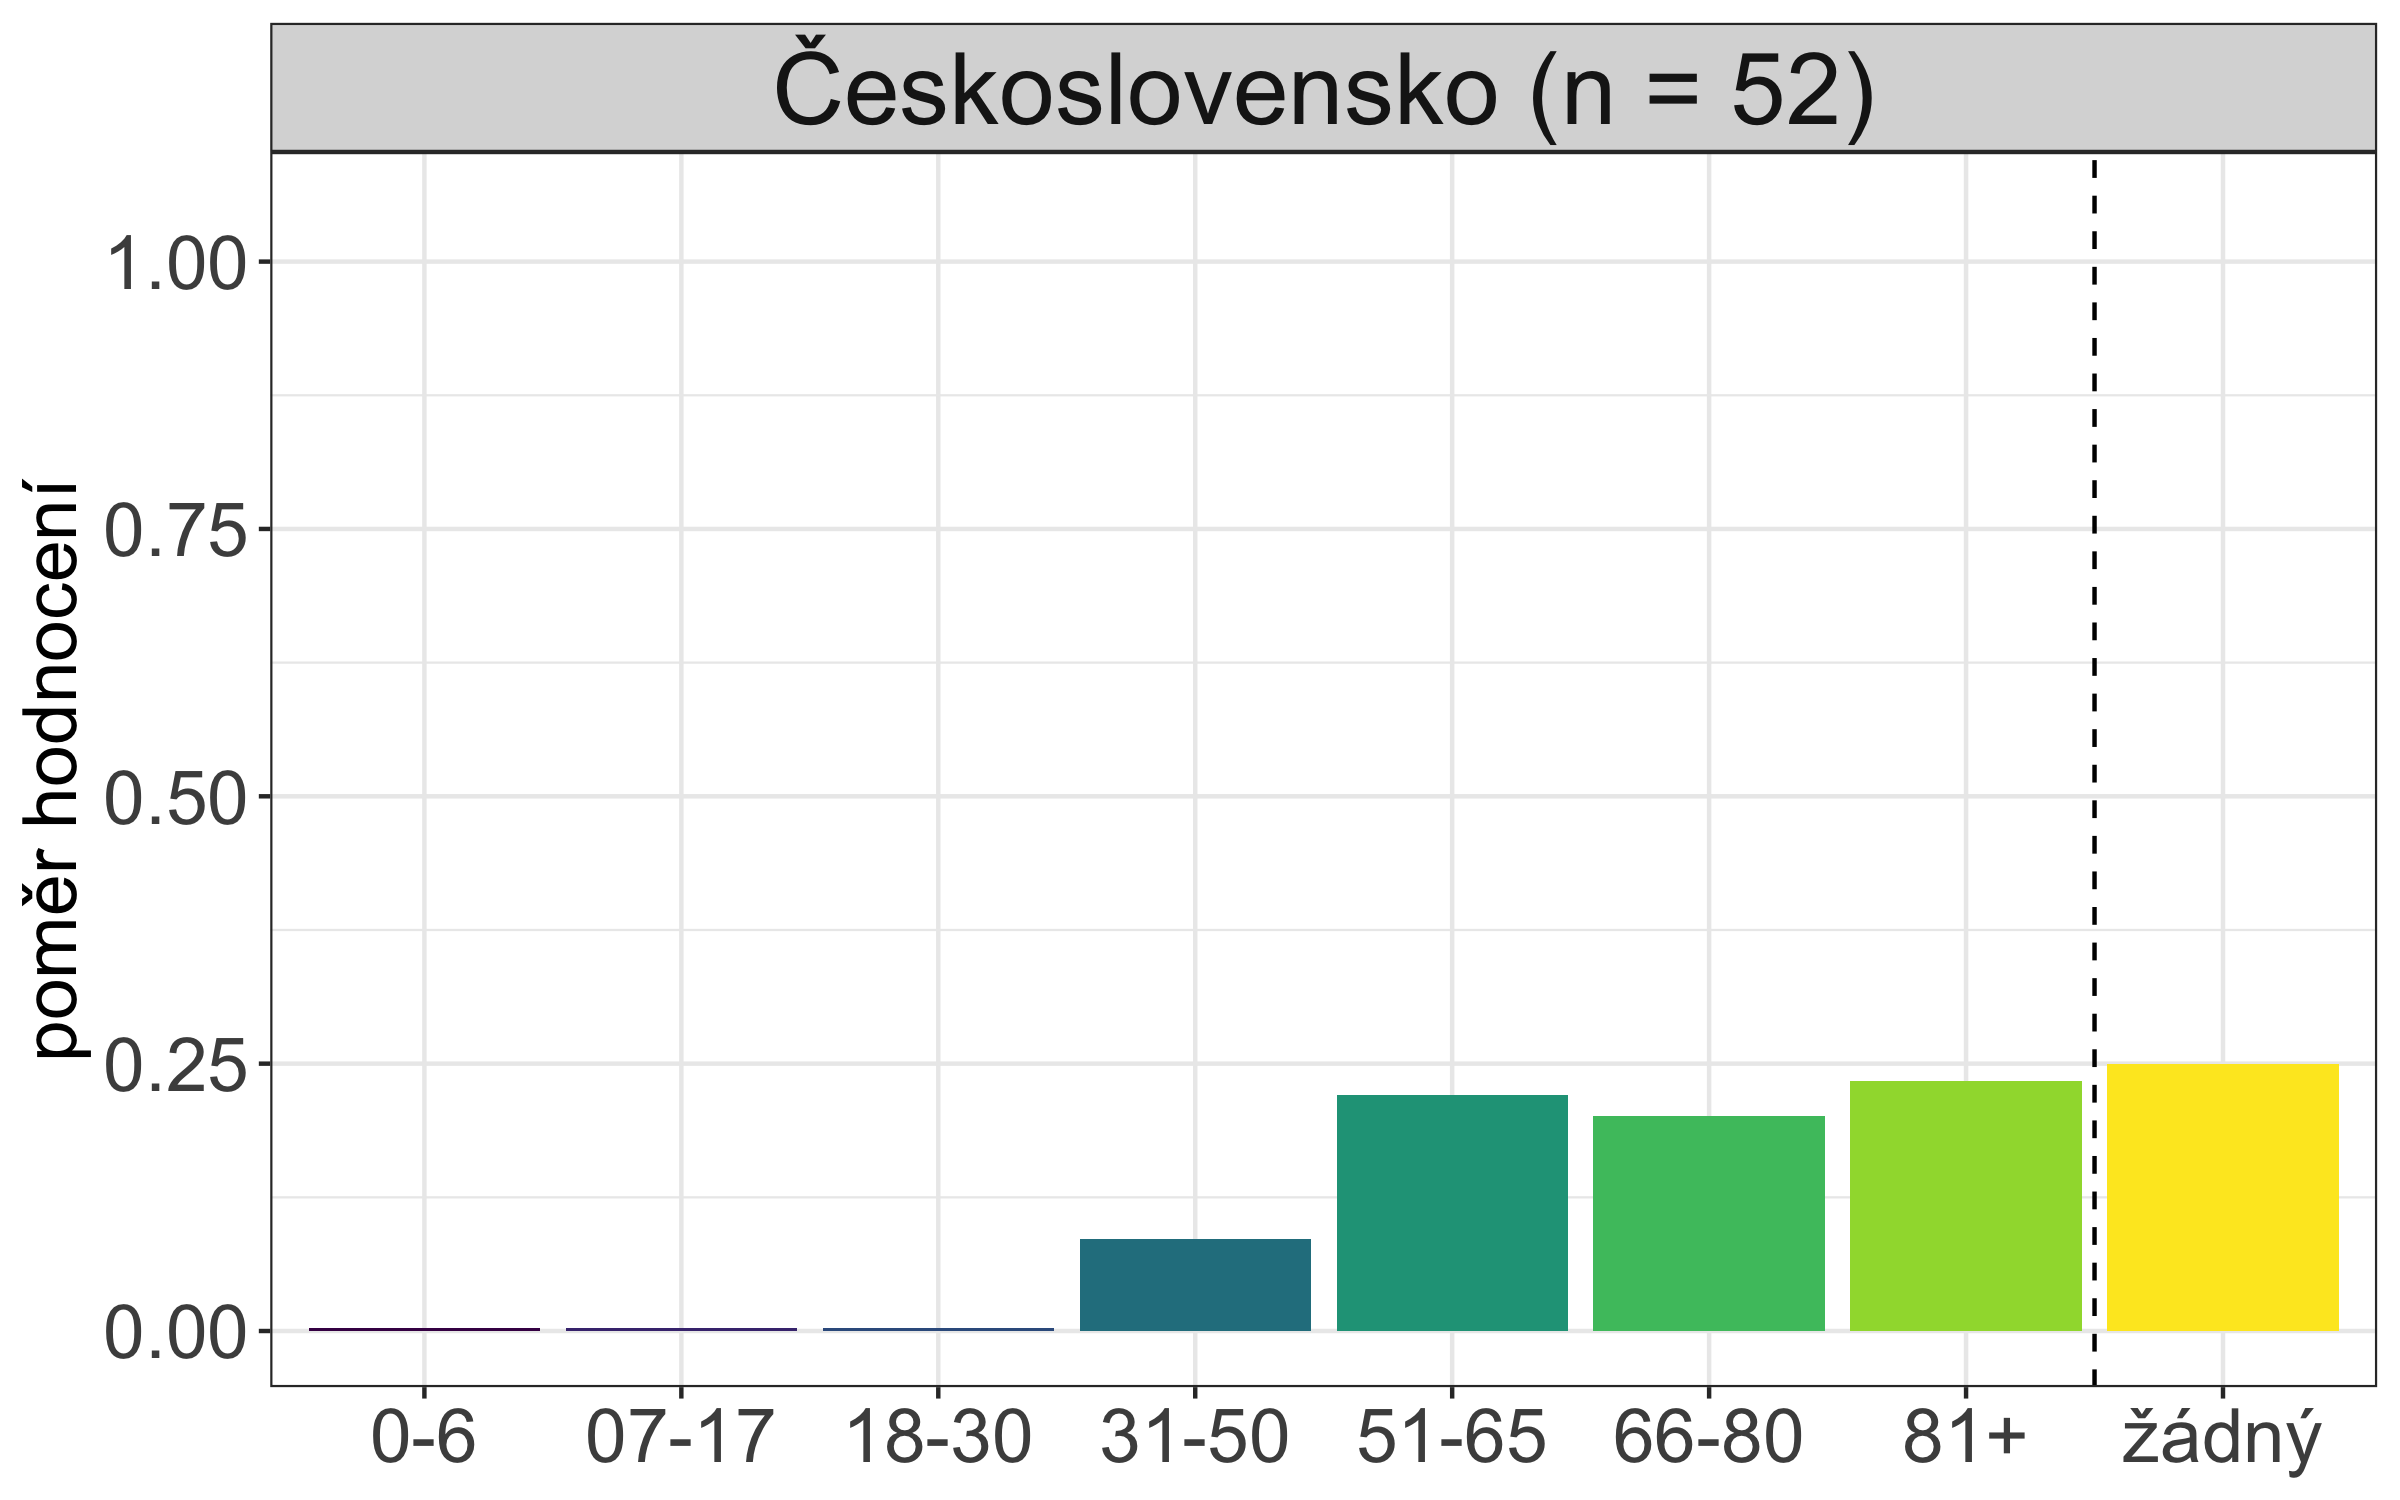 Československo (n = 52)
poměr hodnocení
1.00
0.75
0.50
0.25
0.00
0-6 07-17 18-30 31-50 51-65 66-80 81+ žádný